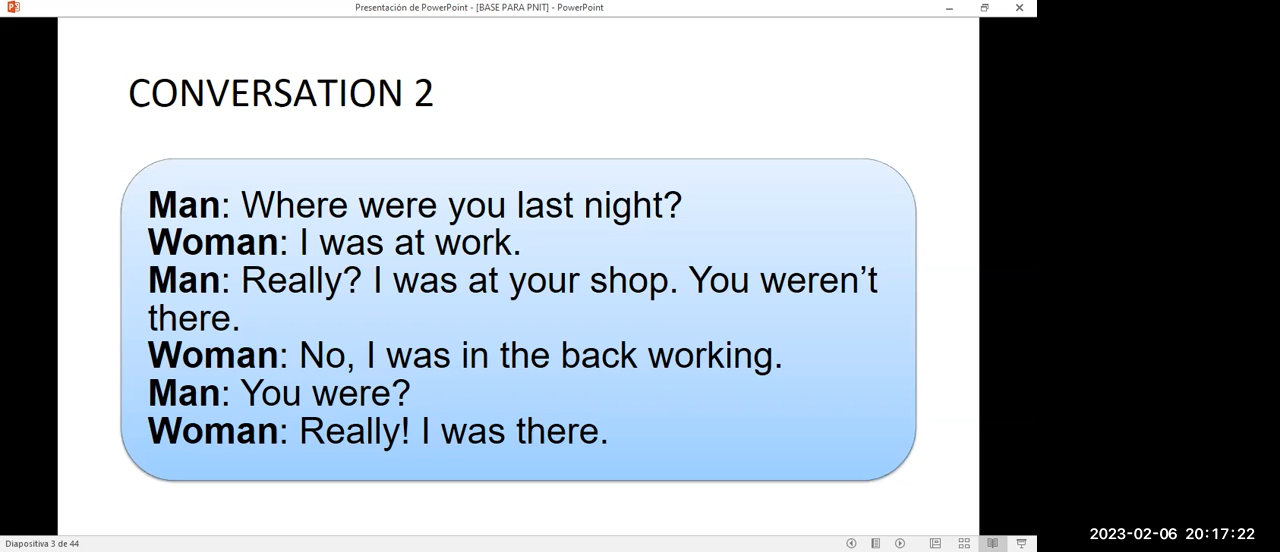 Presentación de PowerPoint - [BASE PARA PNIT] - PowerPoint
CONVERSATION 2
Man: Where were you last night?
Woman: I was at work.
Man: Really? I was at your shop. You weren’t
there.
Woman: No, I was in the back working.
Man: You were?
Woman: Really! I was there.
Diapositiva 3 de 44
2023-02-06 20:17:22